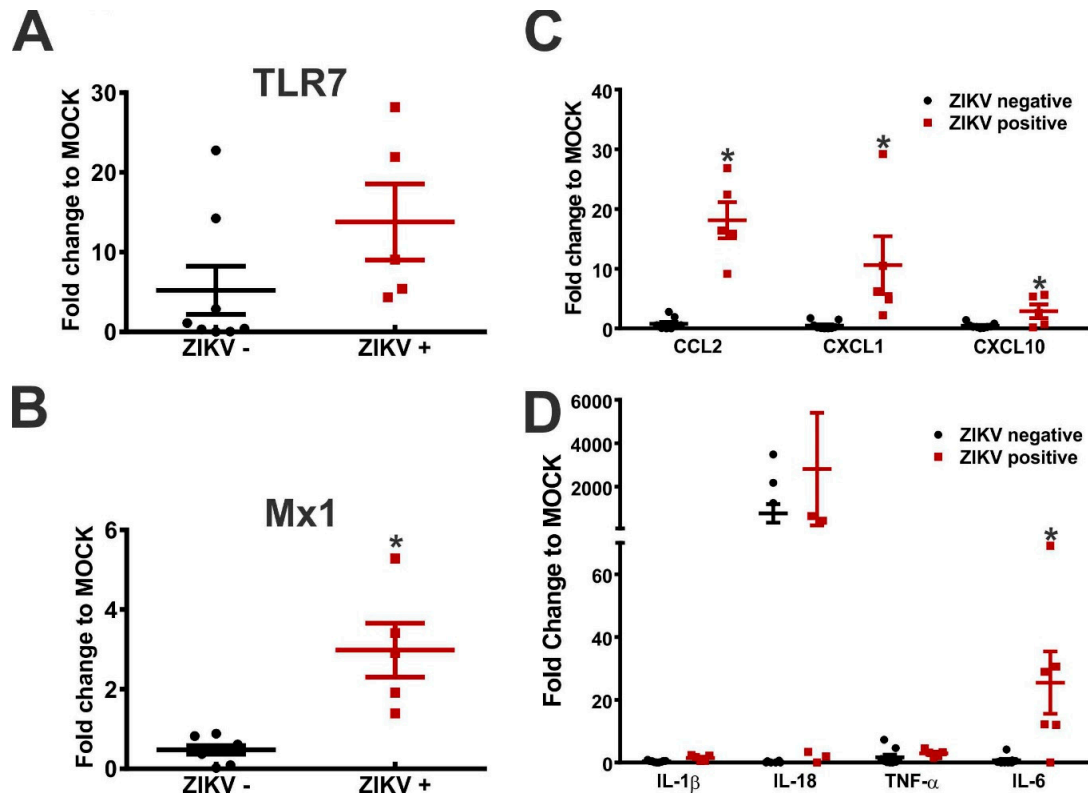 A
TLR7
Fold change to MOCK
30
20
10
0
ZIKV -
ZIKV +
B
Mx1
Fold change to MOCK
6
4
2
0
ZIKV -
ZIKV +
C
Fold change to MOCK
40
30
20
10
0
ZIKV negative
ZIKV positive
*
*
*
CCL2
CXCL1
CXCL10
D
Fold Change to MOCK
6000
4000
2000
60
40
20
0
ZIKV negative
ZIKV positive
*
IL-1β
IL-18
TNF-α
IL-6
*